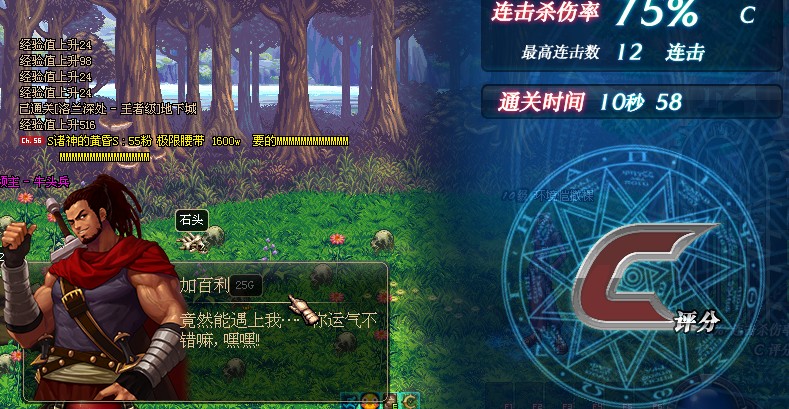 经验值上升24
经验值上升98
经验值上升24
经验值上升24
已通关[洛兰深处 - 王者级]地下城
经验值上升516
Ch. 56 S诸神的黄昏S : 55粉 极限腰带 1600w 要的MMMMMMMMMMMMM
MMMMMMMMMMMMMMMM
牛头兵
石头
加百利 25G
竟然能遇上我… 你运气不
错嘛, 嘿嘿!!
连击杀伤率 75% C
最高连击数 12 连击
通关时间 10秒 58
C 评分